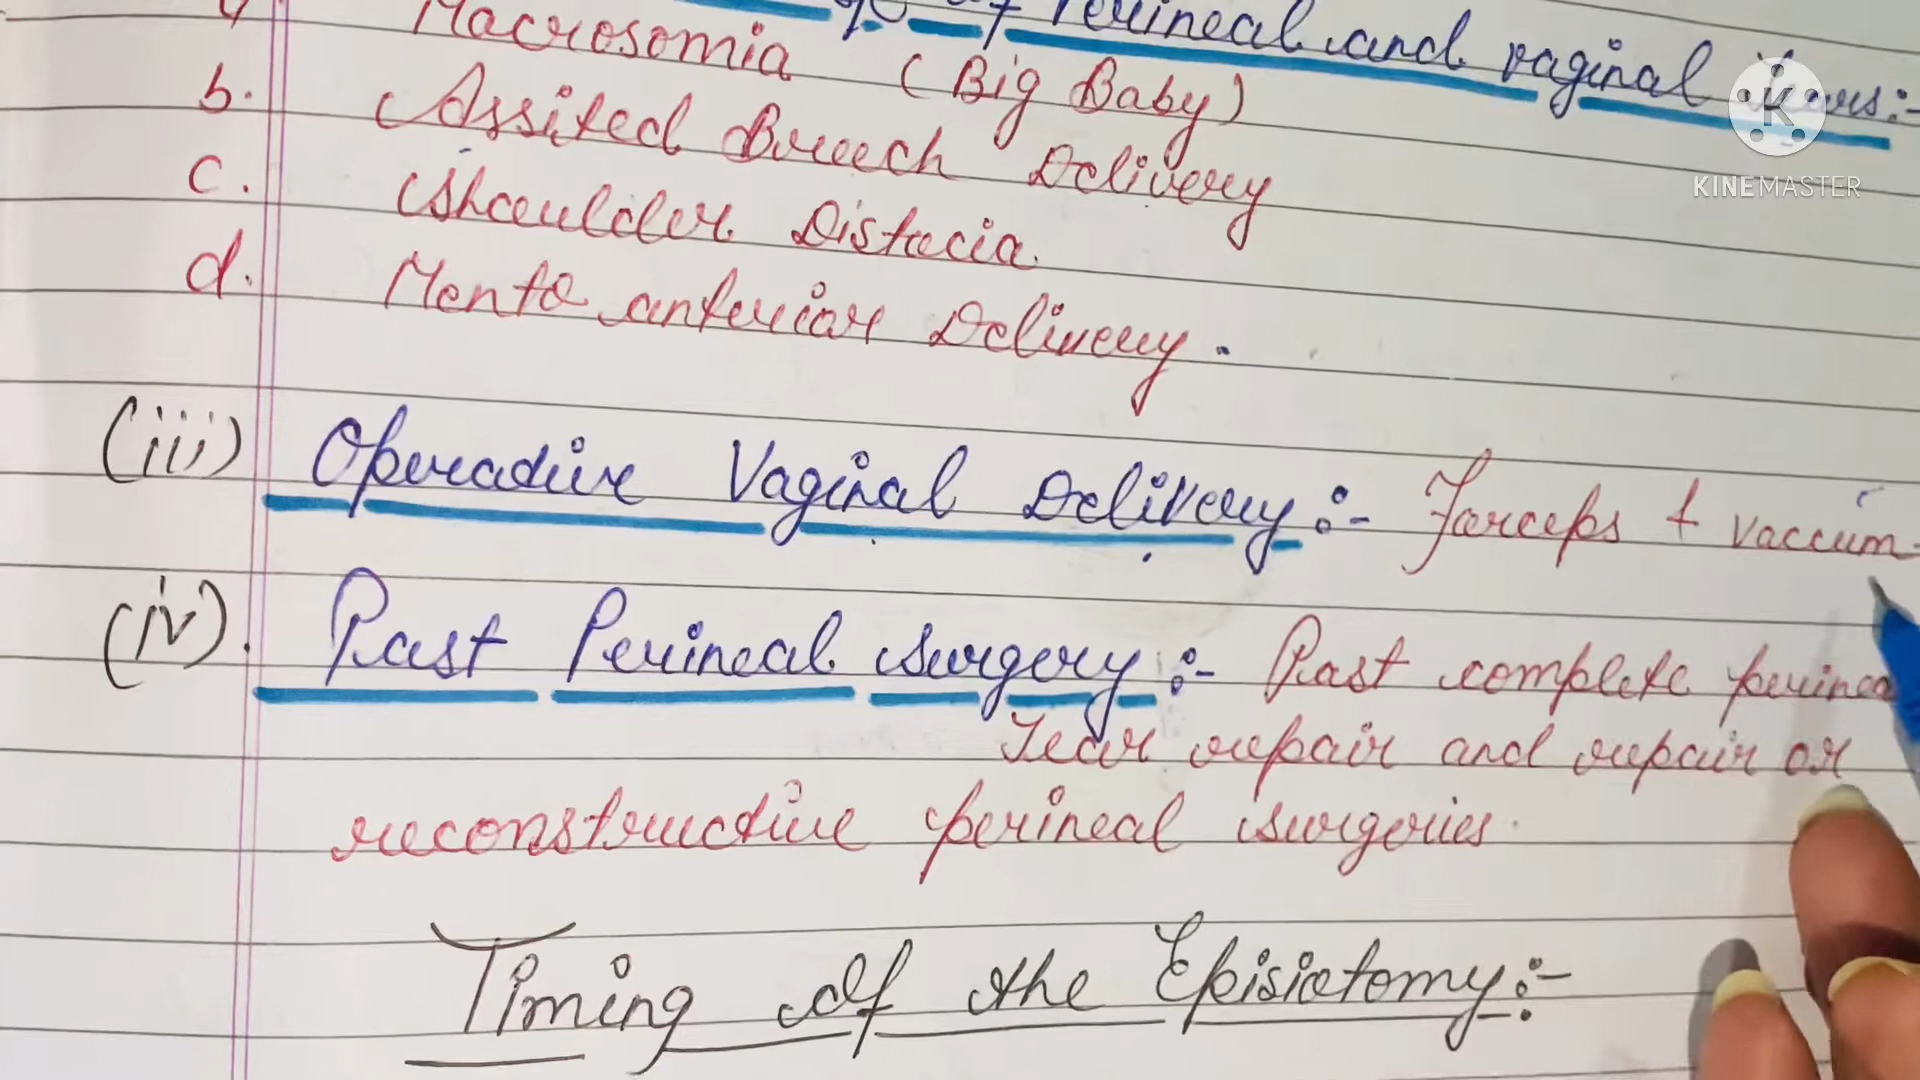 Perineal and vaginal
Macrosomia (Big Baby)
b. Assited Breech Delivery
c. Shoulder Distocia.
d. Mento anterior Delivery.
(iii) Operative Vaginal Delivery:- Forceps + vaccum
(iv). Past Perineal surgery:- Past complete perinea
Tear repair and repair or
reconstructive perineal surgeries.
Timing of the Episiotomy:-
K
KINEMASTER